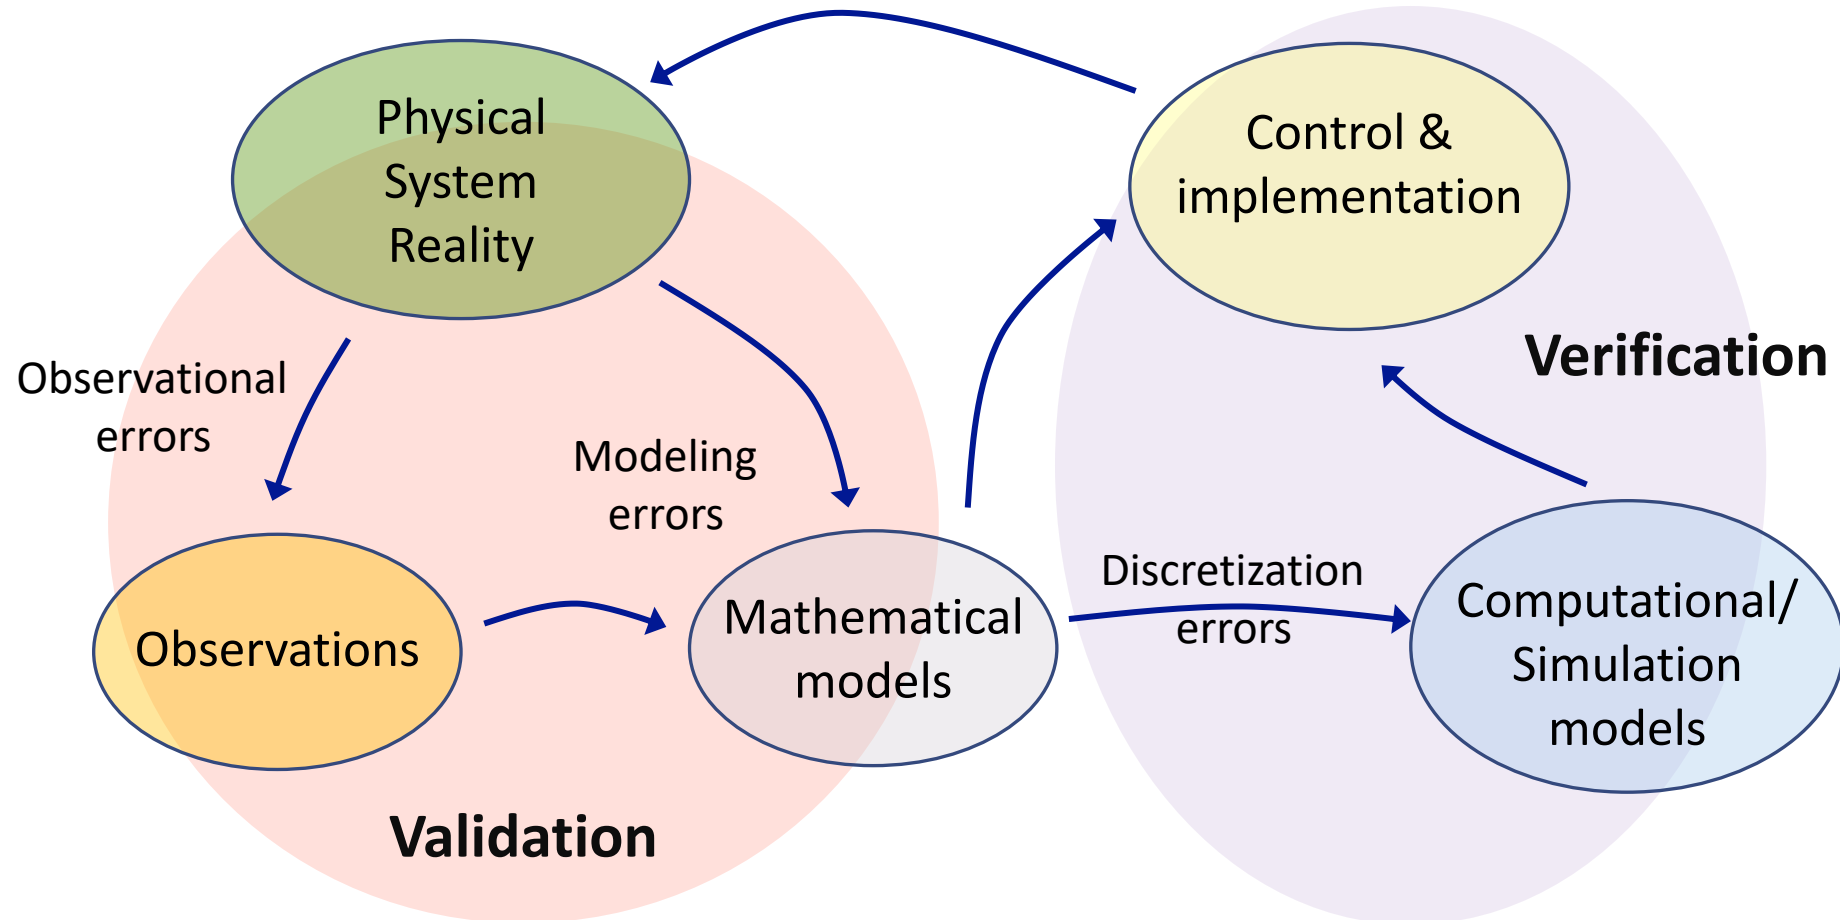 Physical
System
Reality
Control &
implementation
Verification
Observational
errors
Modeling
errors
Discretization
errors
Observations
Mathematical
models
Computational/
Simulation
models
Validation